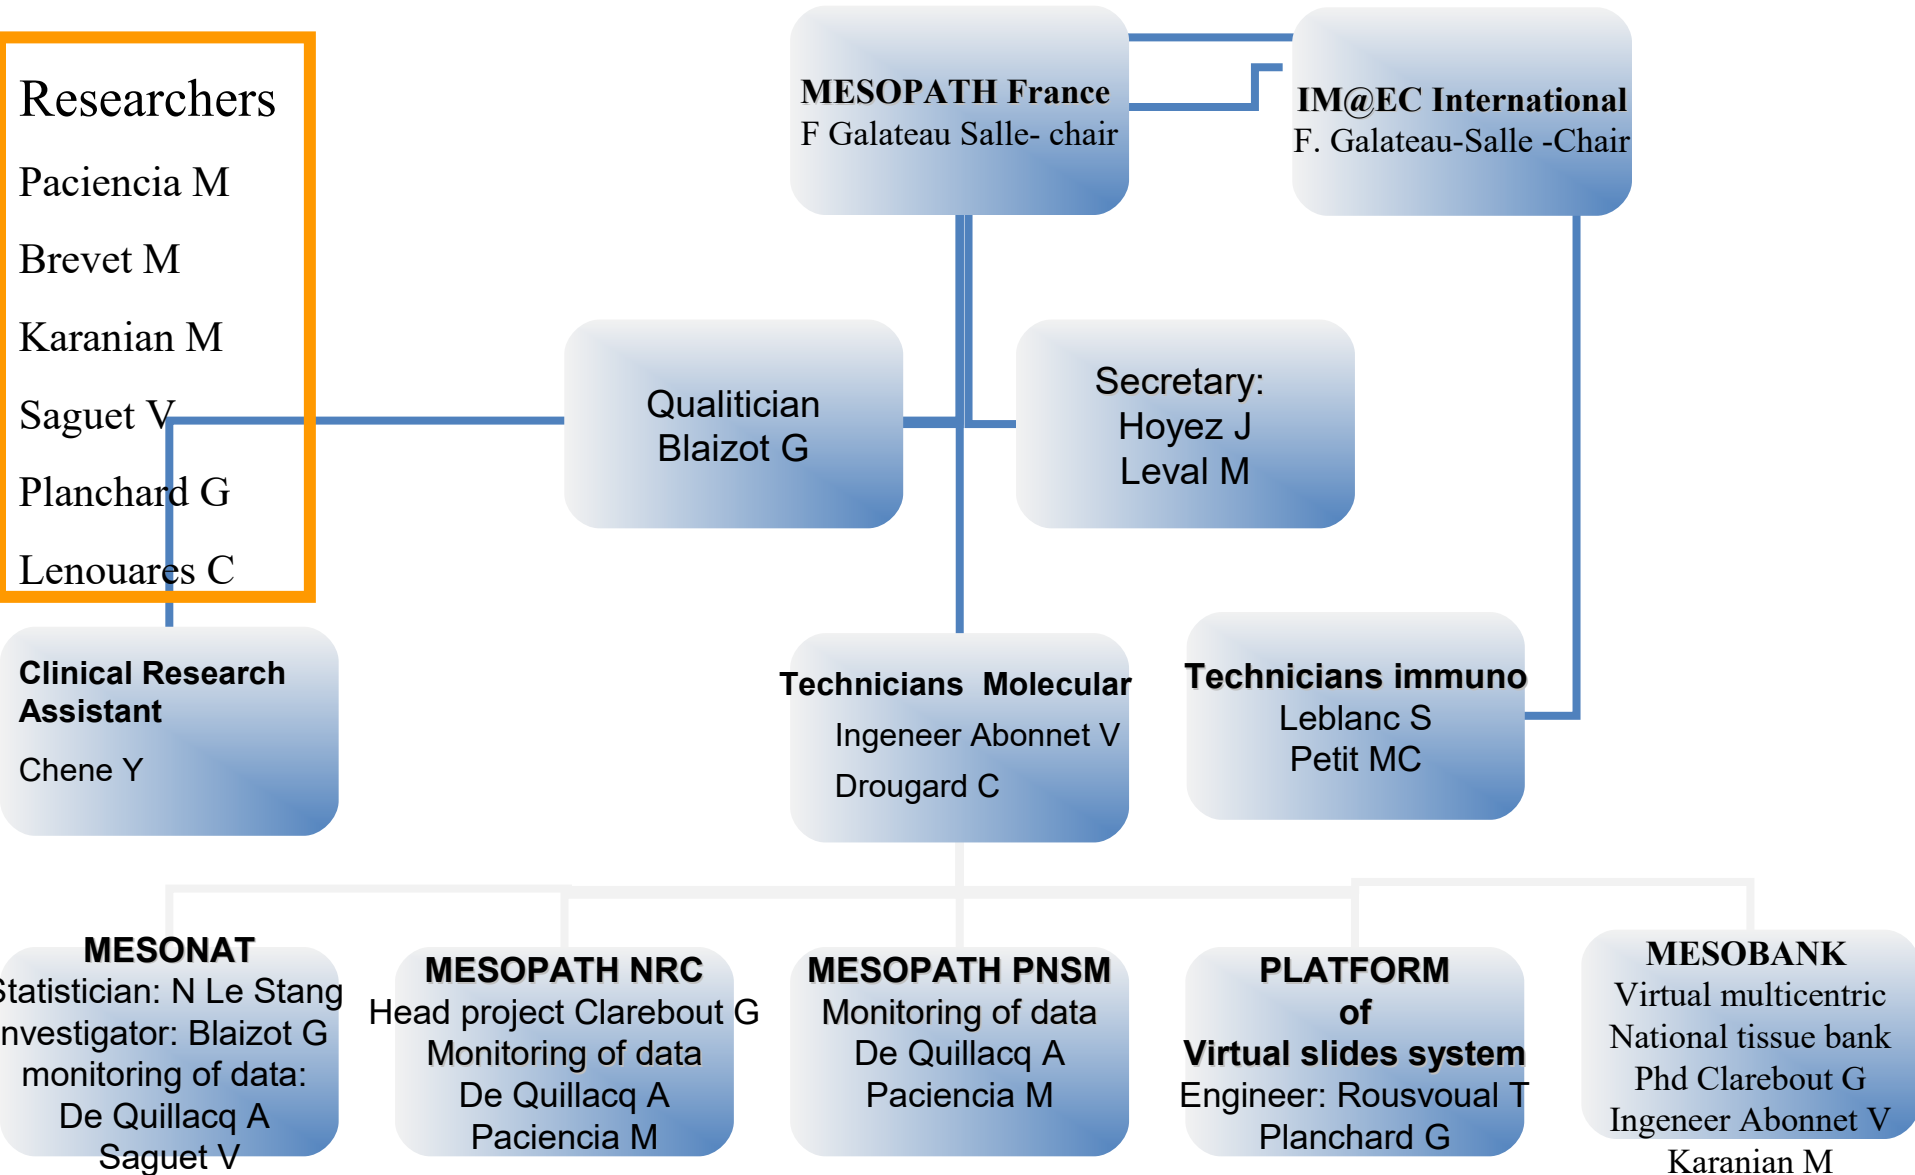 Researchers
Paciencia M
Brevet M
Karanian M
Saguet V
Planchard G
Lenouares C
MESOPATH France
F Galateau Salle- chair
IM@EC International
F. Galateau-Salle -Chair
Qualitician
Blaizot G
Secretary:
Hoyez J
Leval M
Clinical Research
Assistant
Chene Y
Technicians Molecular
Ingeneer Abonnet V
Drougard C
Technicians immuno
Leblanc S
Petit MC
MESONAT
Statistician: N Le Stang
nvestigator: Blaizot G
monitoring of data:
De Quillacq A
Saguet V
MESOPATH NRC
Head project Clarebout G
Monitoring of data
De Quillacq A
Paciencia M
MESOPATH PNSM
Monitoring of data
De Quillacq A
Paciencia M
PLATFORM
of
Virtual slides system
Engineer: Rousvoual T
Planchard G
MESOBANK
Virtual multicentric
National tissue bank
Phd Clarebout G
Ingeneer Abonnet V
Karanian M